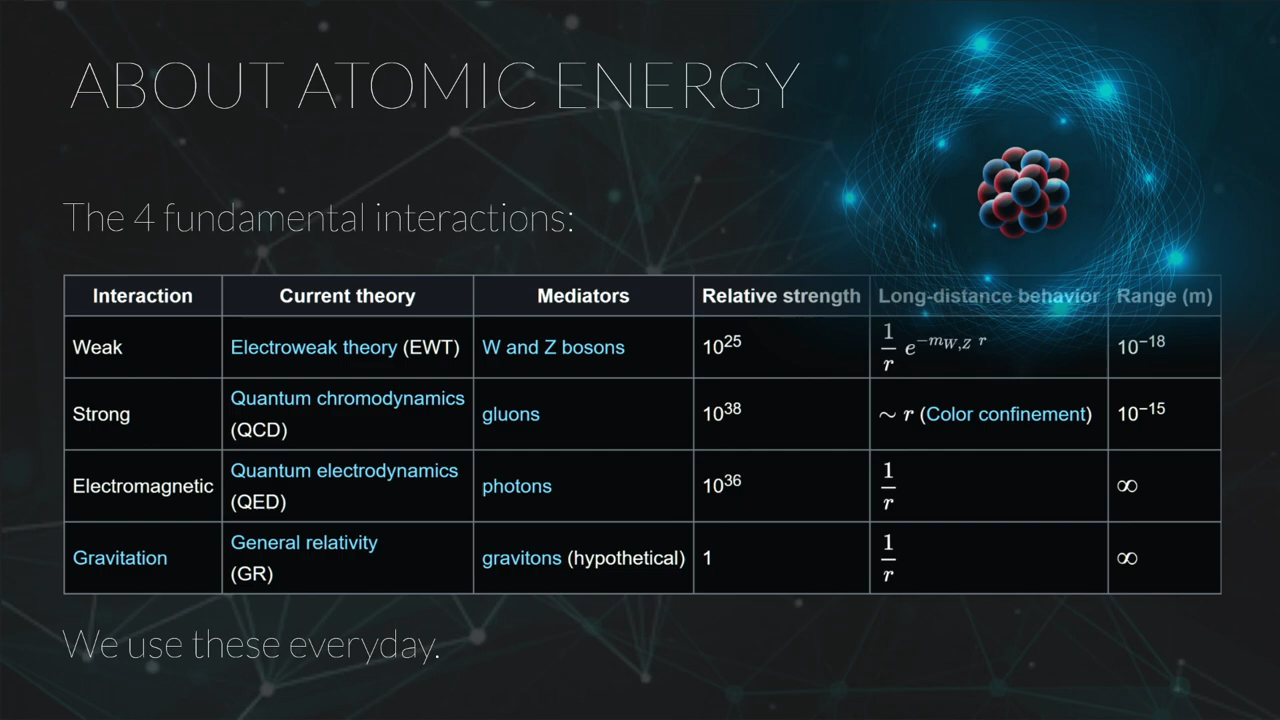 ABOUT ATOMIC ENERGY
The 4 fundamental interactions:
Interaction Current theory Mediators Relative strength Long-distance behavior Range (m)
Weak Electroweak theory (EWT) W and Z bosons 10^25 1/r e^{-m_{W,Z} r} 10^−18
Strong Quantum chromodynamics (QCD) gluons 10^38 ∼ r (Color confinement) 10^−15
Electromagnetic Quantum electrodynamics (QED) photons 10^36 1/r ∞
Gravitation General relativity (GR) gravitons (hypothetical) 1 1/r ∞
We use these everyday.